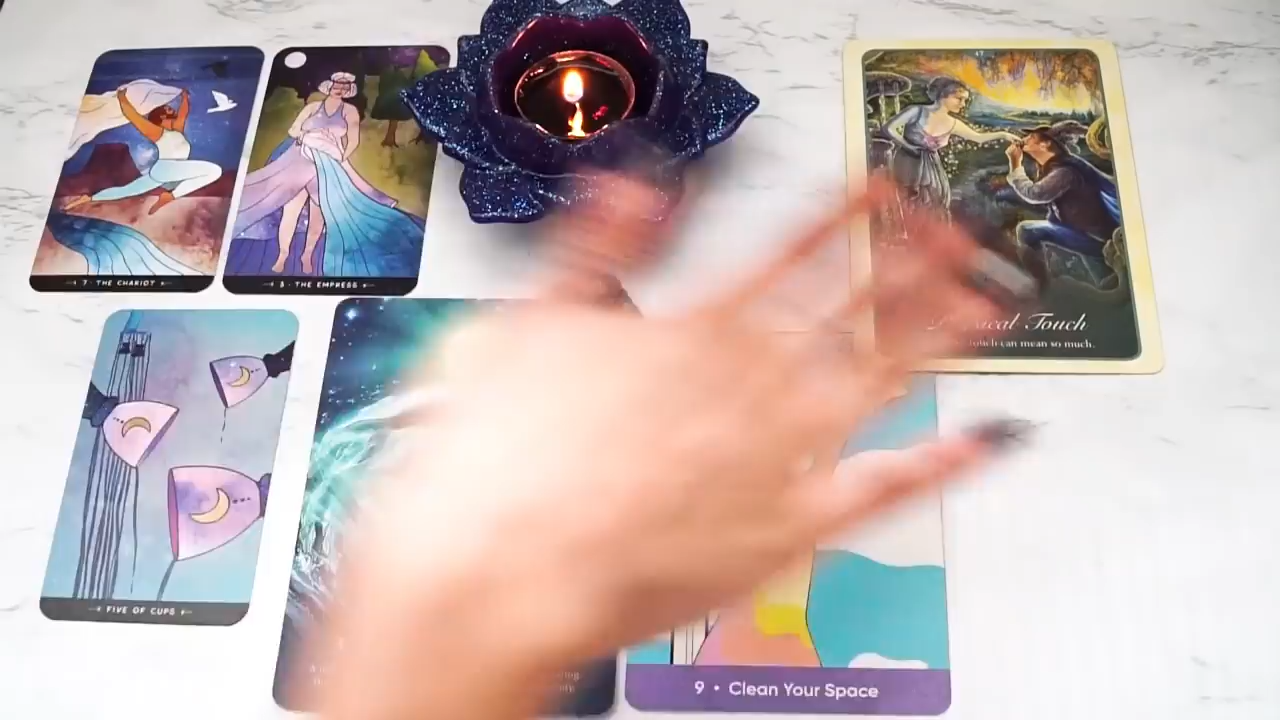 7 · THE CHARIOT
3 · THE EMPRESS
Touch
touch can mean so much.
FIVE OF CUPS
9 • Clean Your Space